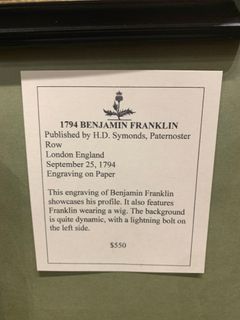 1794 BENJAMIN FRANKLIN
Published by H.D. Symonds, Paternoster
Row
London England
September 25, 1794
Engraving on Paper
This engraving of Benjamin Franklin
showcases his profile. It also features
Franklin wearing a wig. The background
is quite dynamic, with a lightning bolt on
the left side.
$550